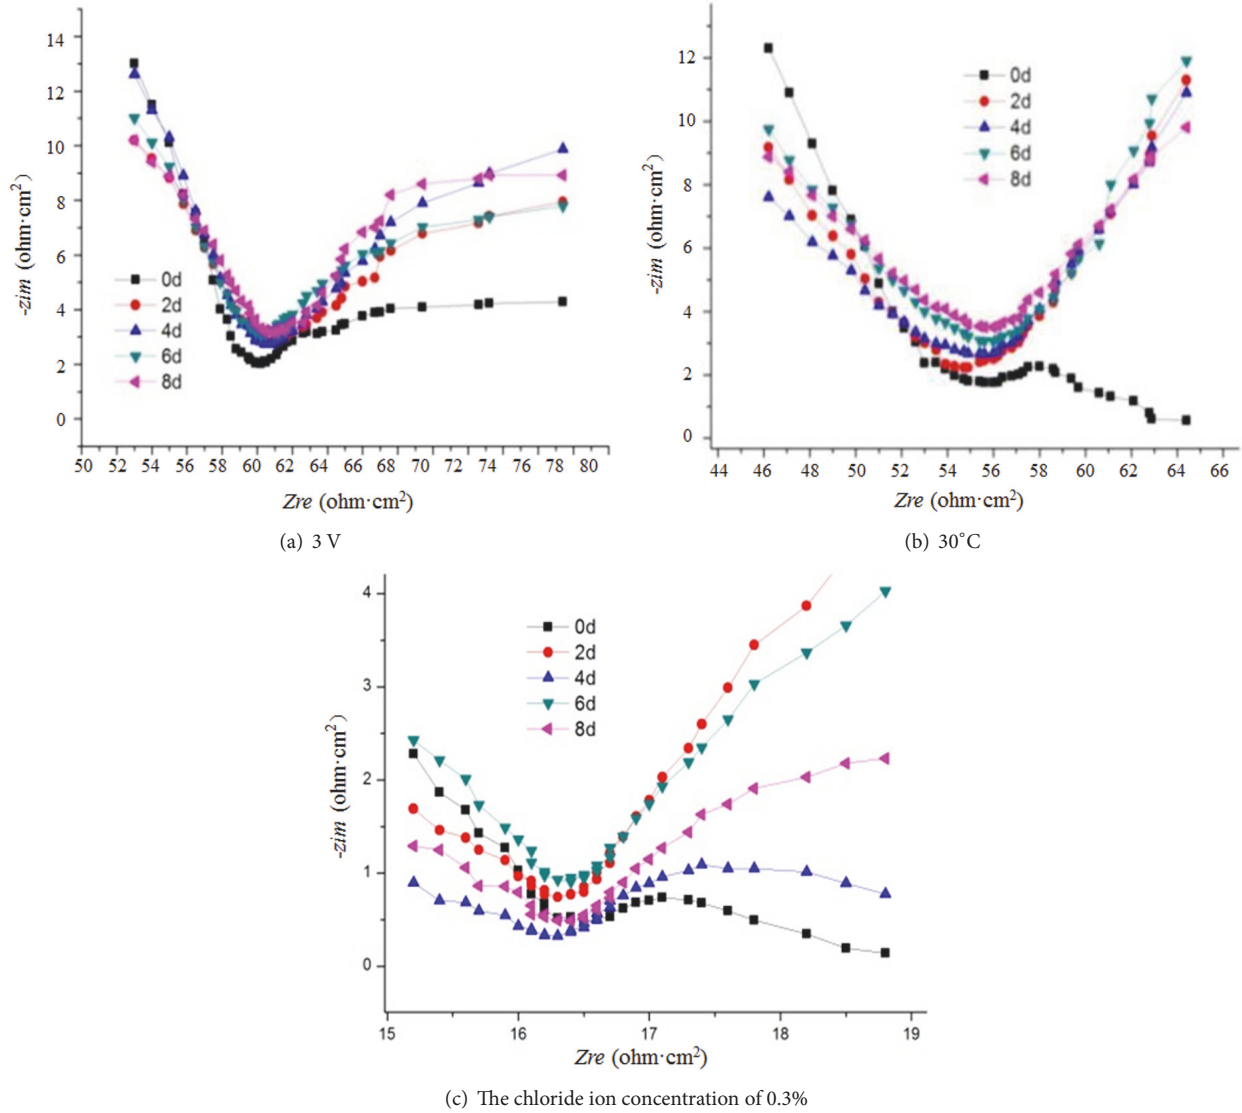 14
12
10
8
6
4
2
0
-zim (ohm·cm²)
0d
2d
4d
6d
8d
50 52 54 56 58 60 62 64 66 68 70 72 74 76 78 80
Zre (ohm·cm²)
(a) 3 V
12
10
8
6
4
2
0
-zim (ohm·cm²)
0d
2d
4d
6d
8d
44 46 48 50 52 54 56 58 60 62 64 66
Zre (ohm·cm²)
(b) 30°C
4
3
2
1
0
-zim (ohm·cm²)
0d
2d
4d
6d
8d
15 16 17 18 19
Zre (ohm·cm²)
(c) The chloride ion concentration of 0.3%